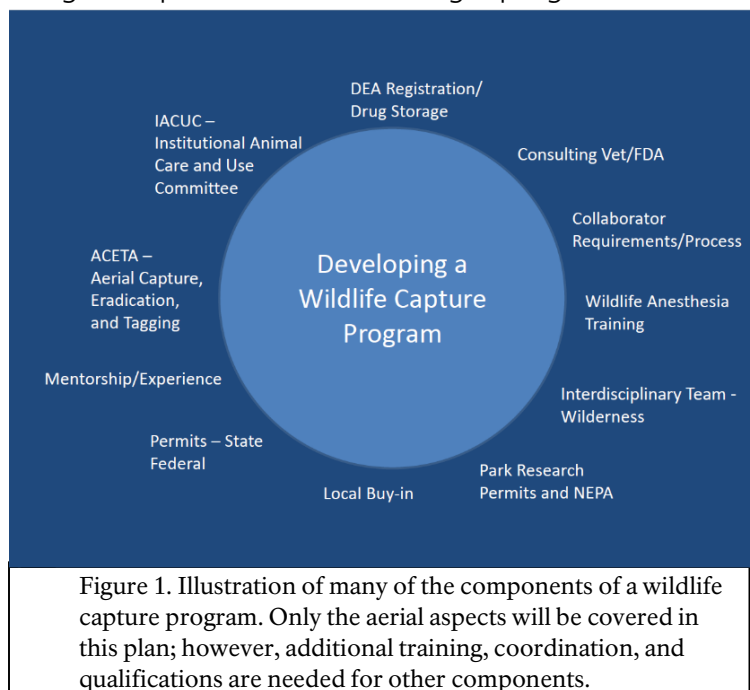 DEA Registration/
Drug Storage
IACUC –
Institutional Animal
Care and Use
Committee
Consulting Vet/FDA
Collaborator
Requirements/Process
ACETA –
Aerial Capture,
Eradication,
and Tagging
Developing a
Wildlife Capture
Program
Wildlife Anesthesia
Training
Mentorship/Experience
Interdisciplinary Team -
Wilderness
Permits – State
Federal
Local Buy-in
Park Research
Permits and NEPA
Figure 1. Illustration of many of the components of a wildlife
capture program. Only the aerial aspects will be covered in
this plan; however, additional training, coordination, and
qualifications are needed for other components.